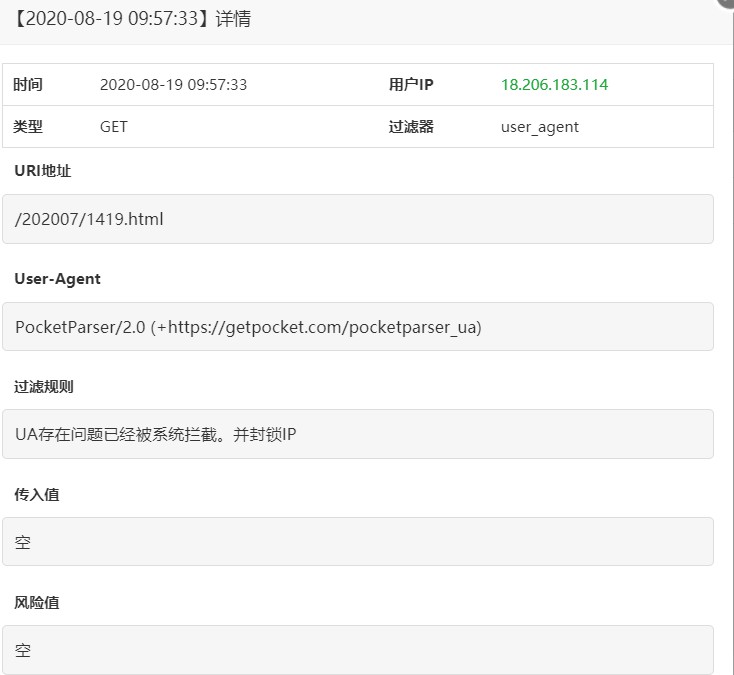 【2020-08-19 09:57:33】详情
时间 2020-08-19 09:57:33 用户IP 18.206.183.114
类型 GET 过滤器 user_agent
URI地址
/202007/1419.html
User-Agent
PocketParser/2.0 (+https://getpocket.com/pocketparser_ua)
过滤规则
UA存在问题已经被系统拦截。并封锁IP
传入值
空
风险值
空